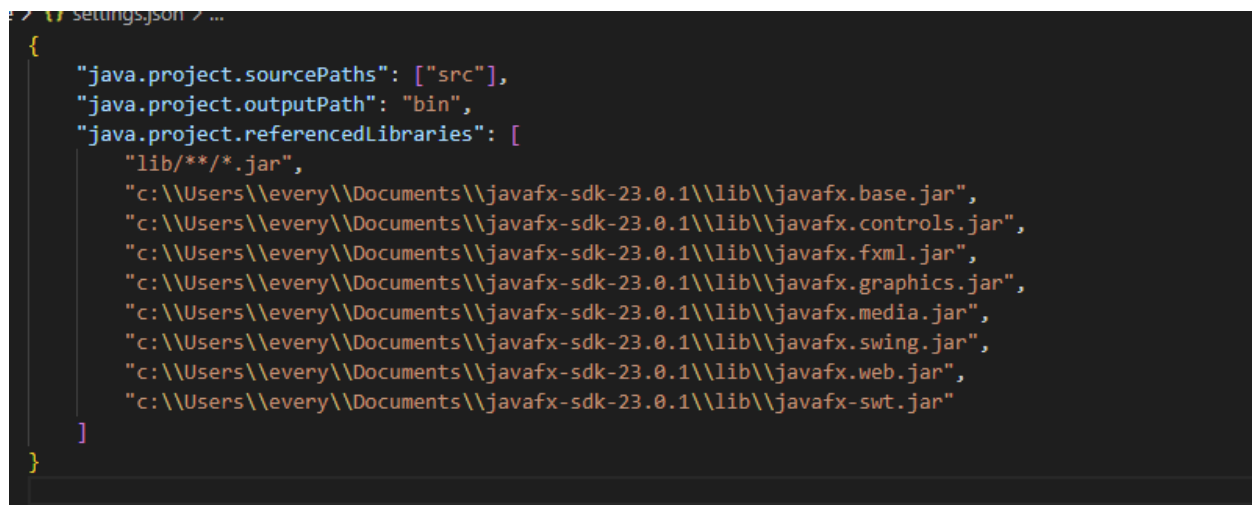 > {} settings.json > ...
{
"java.project.sourcePaths": ["src"],
"java.project.outputPath": "bin",
"java.project.referencedLibraries": [
"lib/**/*.jar",
"c:\\Users\\every\\Documents\\javafx-sdk-23.0.1\\lib\\javafx.base.jar",
"c:\\Users\\every\\Documents\\javafx-sdk-23.0.1\\lib\\javafx.controls.jar",
"c:\\Users\\every\\Documents\\javafx-sdk-23.0.1\\lib\\javafx.fxml.jar",
"c:\\Users\\every\\Documents\\javafx-sdk-23.0.1\\lib\\javafx.graphics.jar",
"c:\\Users\\every\\Documents\\javafx-sdk-23.0.1\\lib\\javafx.media.jar",
"c:\\Users\\every\\Documents\\javafx-sdk-23.0.1\\lib\\javafx.swing.jar",
"c:\\Users\\every\\Documents\\javafx-sdk-23.0.1\\lib\\javafx.web.jar",
"c:\\Users\\every\\Documents\\javafx-sdk-23.0.1\\lib\\javafx-swt.jar"
]
}